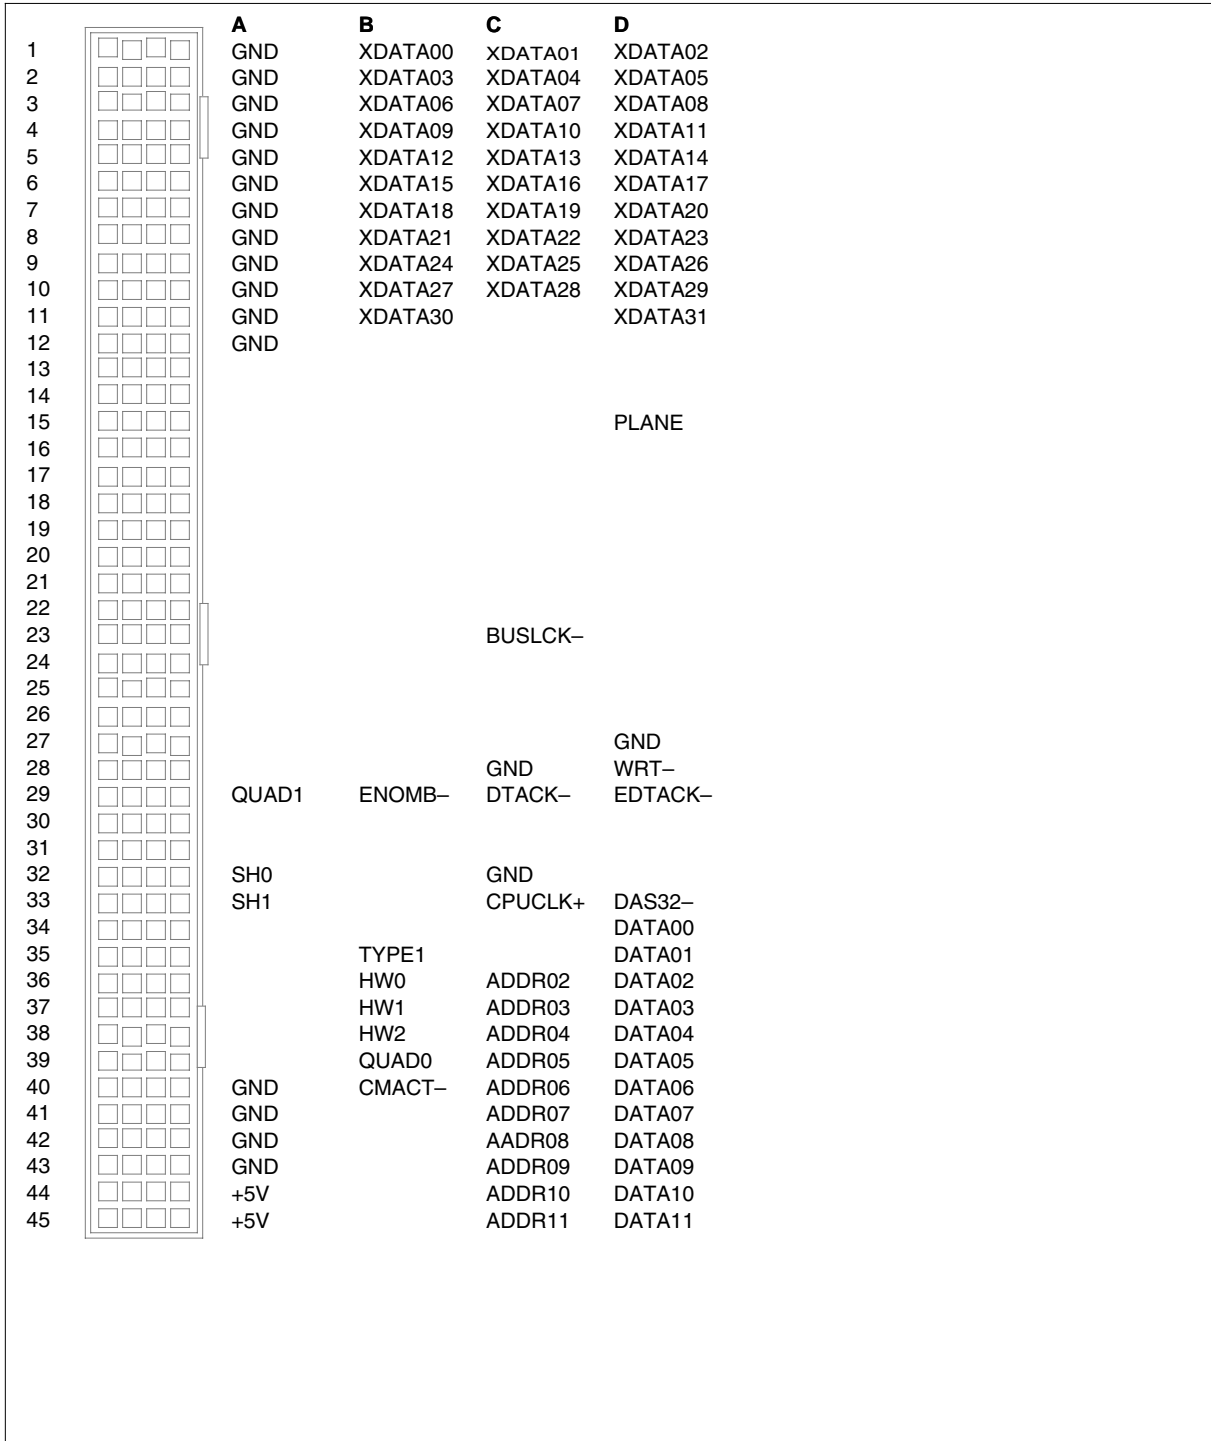 A B C D
1 GND XDATA00 XDATA01 XDATA02
2 GND XDATA03 XDATA04 XDATA05
3 GND XDATA06 XDATA07 XDATA08
4 GND XDATA09 XDATA10 XDATA11
5 GND XDATA12 XDATA13 XDATA14
6 GND XDATA15 XDATA16 XDATA17
7 GND XDATA18 XDATA19 XDATA20
8 GND XDATA21 XDATA22 XDATA23
9 GND XDATA24 XDATA25 XDATA26
10 GND XDATA27 XDATA28 XDATA29
11 GND XDATA30 XDATA31
12 GND
13
14
15 PLANE
16
17
18
19
20
21
22
23 BUSLCK–
24
25
26
27 GND
28 GND WRT–
29 QUAD1 ENOMB– DTACK– EDTACK–
30
31
32 SH0 GND
33 SH1 CPUCLK+ DAS32–
34 DATA00
35 TYPE1 DATA01
36 HW0 ADDR02 DATA02
37 HW1 ADDR03 DATA03
38 HW2 ADDR04 DATA04
39 QUAD0 ADDR05 DATA05
40 GND CMACT– ADDR06 DATA06
41 GND ADDR07 DATA07
42 GND AADR08 DATA08
43 GND ADDR09 DATA09
44 +5V ADDR10 DATA10
45 +5V ADDR11 DATA11